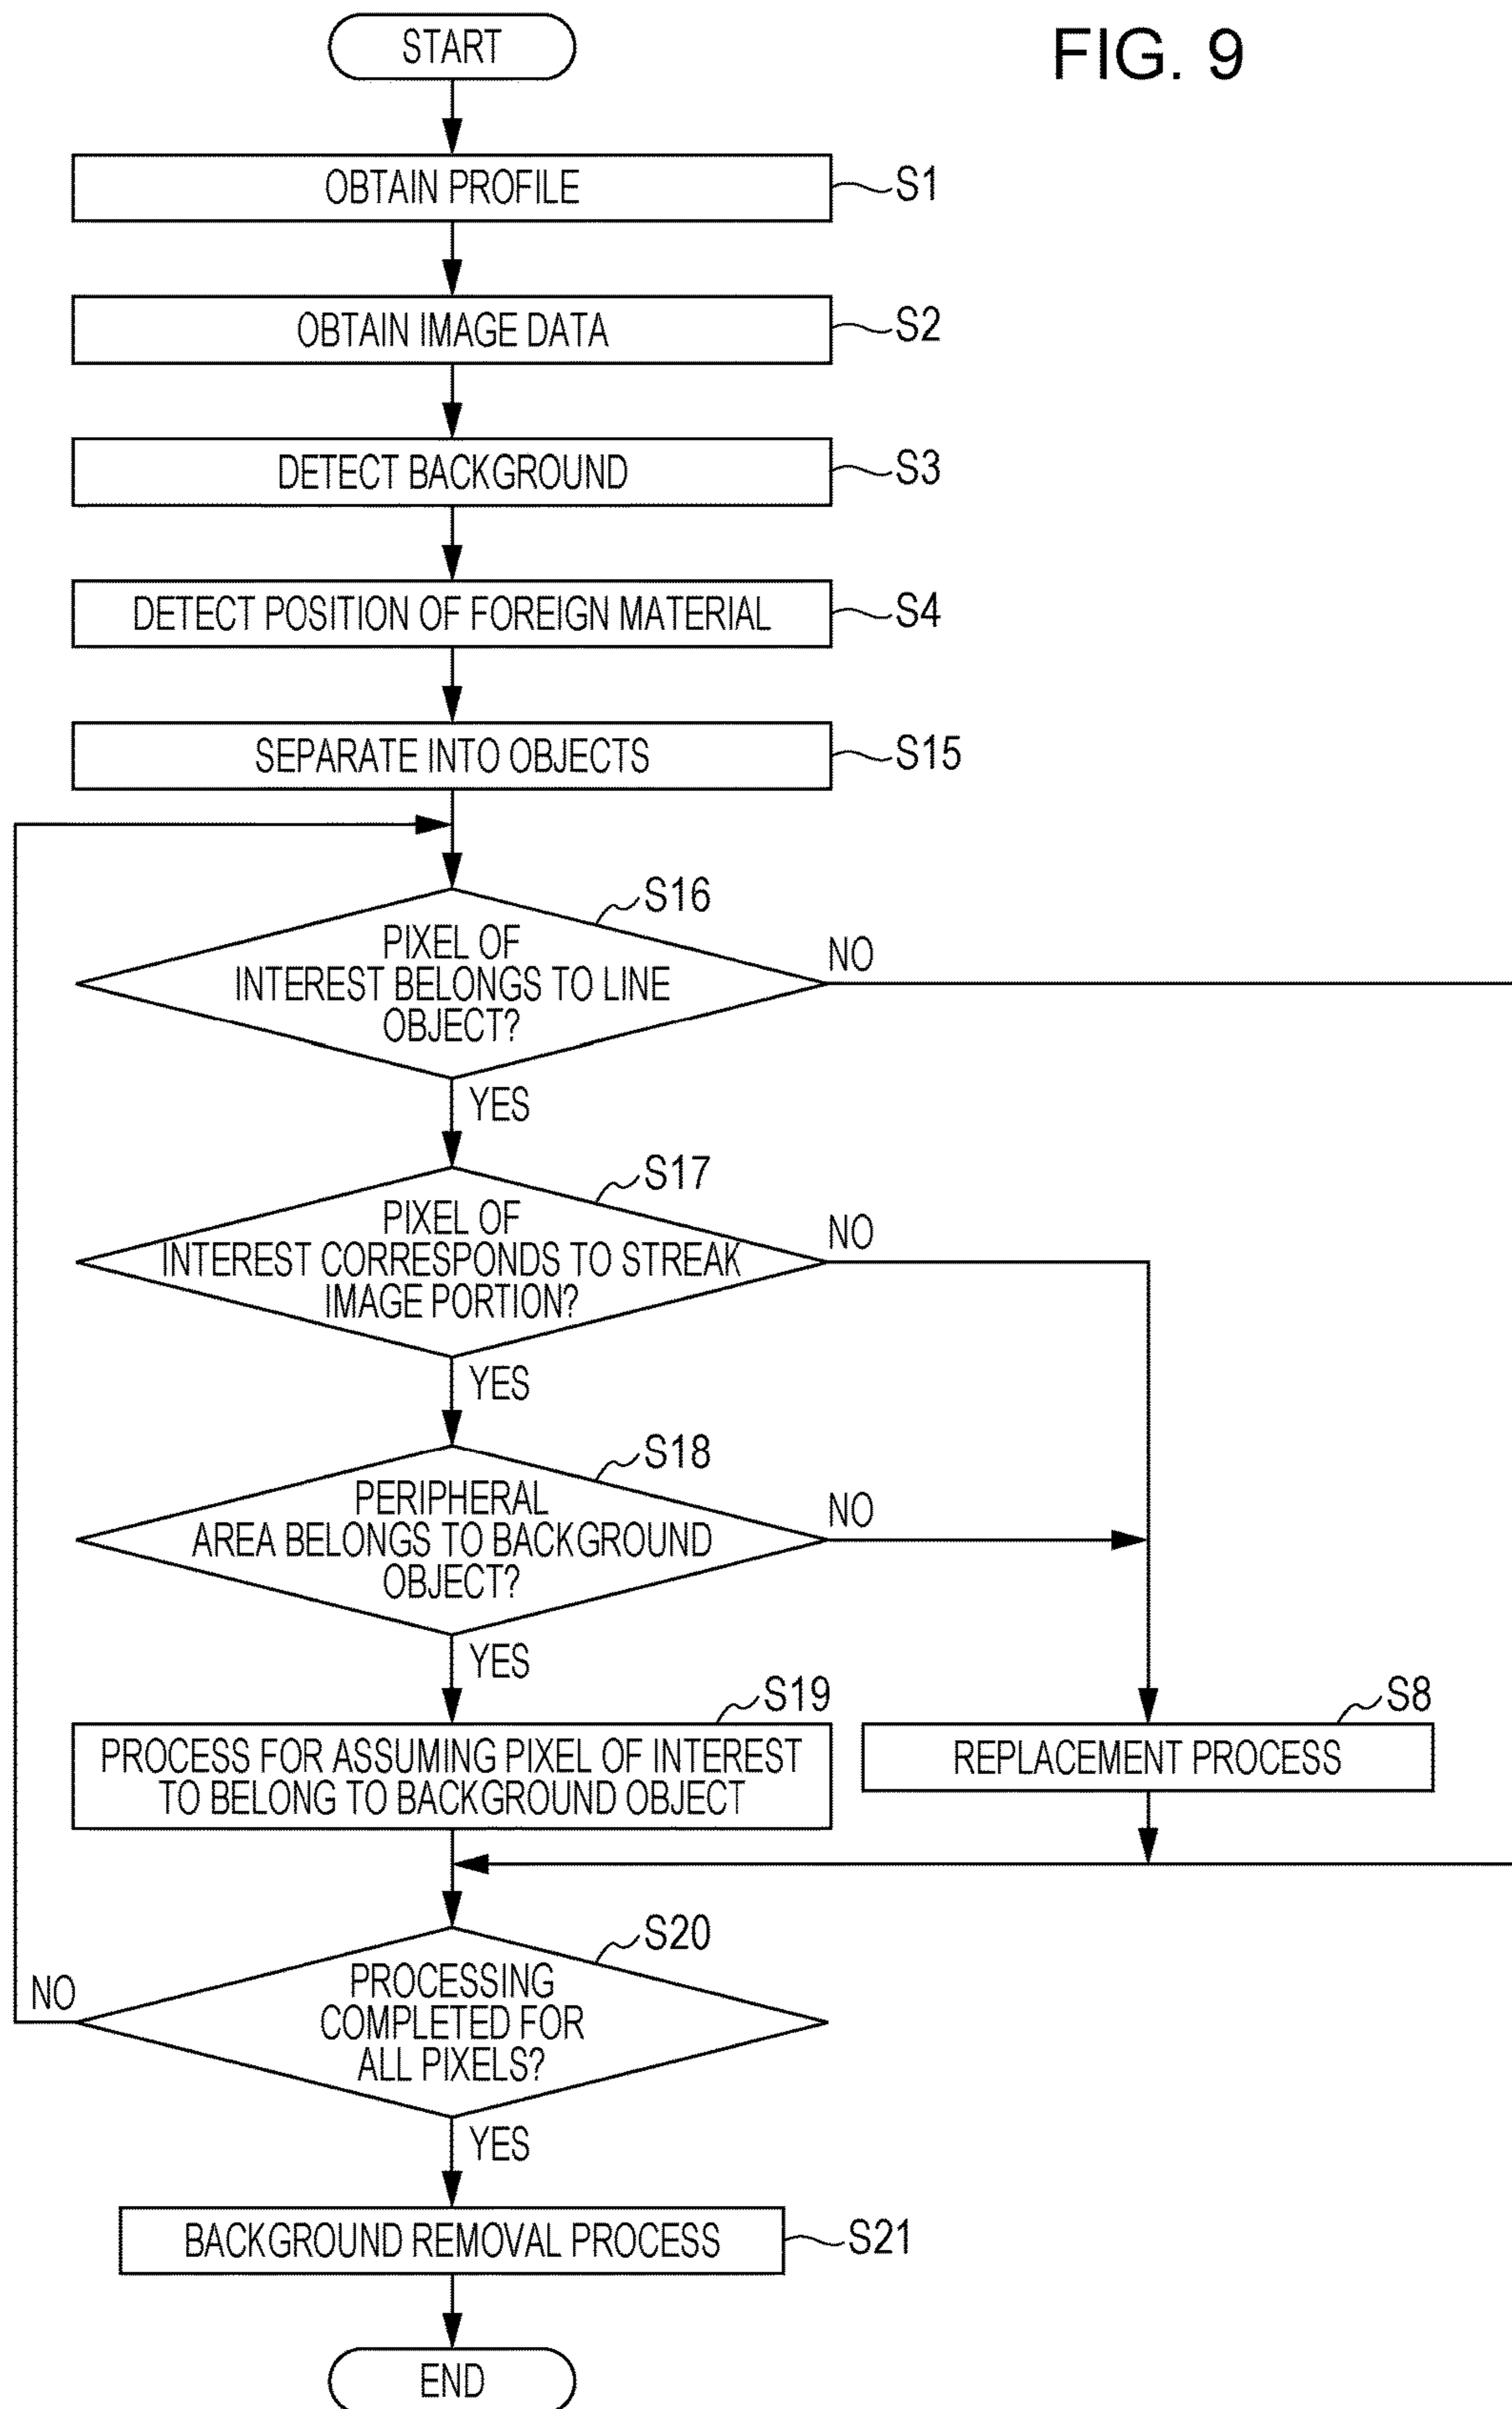 START
FIG. 9
OBTAIN PROFILE
S1
OBTAIN IMAGE DATA
S2
DETECT BACKGROUND
S3
DETECT POSITION OF FOREIGN MATERIAL
S4
SEPARATE INTO OBJECTS
S15
S16
PIXEL OF
INTEREST BELONGS TO LINE
OBJECT?
NO
YES
S17
PIXEL OF
INTEREST CORRESPONDS TO STREAK
IMAGE PORTION?
NO
YES
S18
PERIPHERAL
AREA BELONGS TO BACKGROUND
OBJECT?
NO
YES
S19
PROCESS FOR ASSUMING PIXEL OF INTEREST
TO BELONG TO BACKGROUND OBJECT
S8
REPLACEMENT PROCESS
S20
PROCESSING
COMPLETED FOR
ALL PIXELS?
NO
YES
BACKGROUND REMOVAL PROCESS
S21
END